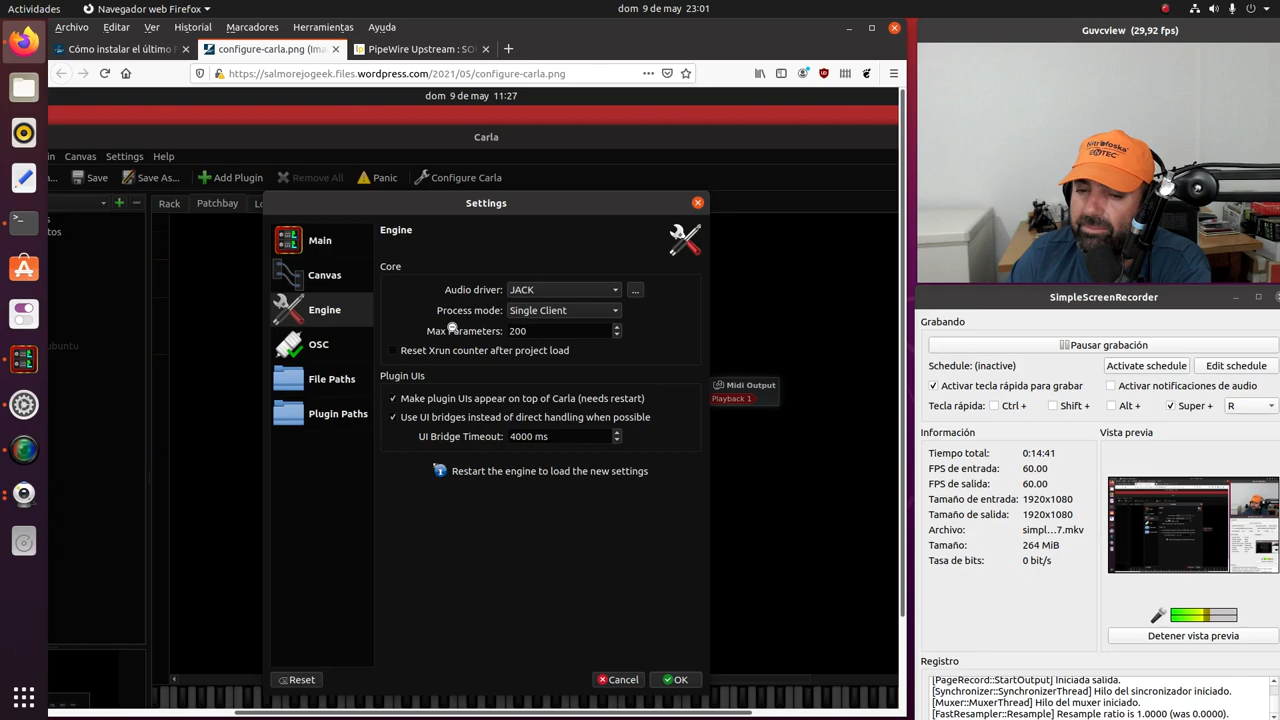 Actividades
Navegador web Firefox
dom 9 de may 23:01
Archivo Editar Ver Historial Marcadores Herramientas Ayuda
Cómo instalar el último P
configure-carla.png (Ima
PipeWire Upstream : SO
https://salmorejogeek.files.wordpress.com/2021/05/configure-carla.png
dom 9 de may 11:27
Carla
Canvas Settings Help
Save Save As... Add Plugin Remove All Panic Configure Carla
Rack Patchbay Lo
Settings
Main
Canvas
Engine
OSC
File Paths
Plugin Paths
Engine
Core
Audio driver: JACK ...
Process mode: Single Client
Max Parameters: 200
Reset Xrun counter after project load
Plugin UIs
Make plugin UIs appear on top of Carla (needs restart)
Use UI bridges instead of direct handling when possible
UI Bridge Timeout: 4000 ms
Restart the engine to load the new settings
Reset Cancel OK
Midi Output
Playback 1
Guvcview (29,92 fps)
Nitrofoska
ENTEC
SimpleScreenRecorder
Grabando
Pausar grabación
Schedule: (inactive) Activate schedule Edit schedule
Activar tecla rápida para grabar Activar notificaciones de audio
Tecla rápida: Ctrl + Shift + Alt + Super + R
Información
Tiempo total: 0:14:41
FPS de entrada: 60.00
FPS de salida: 60.00
Tamaño de entrada: 1920x1080
Tamaño de salida: 1920x1080
Archivo: simpl...7.mkv
Tamaño: 264 MiB
Tasa de bits: 0 bit/s
Vista previa
Detener vista previa
Registro
[PageRecord::StartOutput] Iniciada salida.
[Synchronizer::SynchronizerThread] Hilo del sincronizador iniciado.
[Muxer::MuxerThread] Hilo del muxer iniciado.
[FastResampler::Resample] Resample ratio is 1.0000 (was 0.0000).